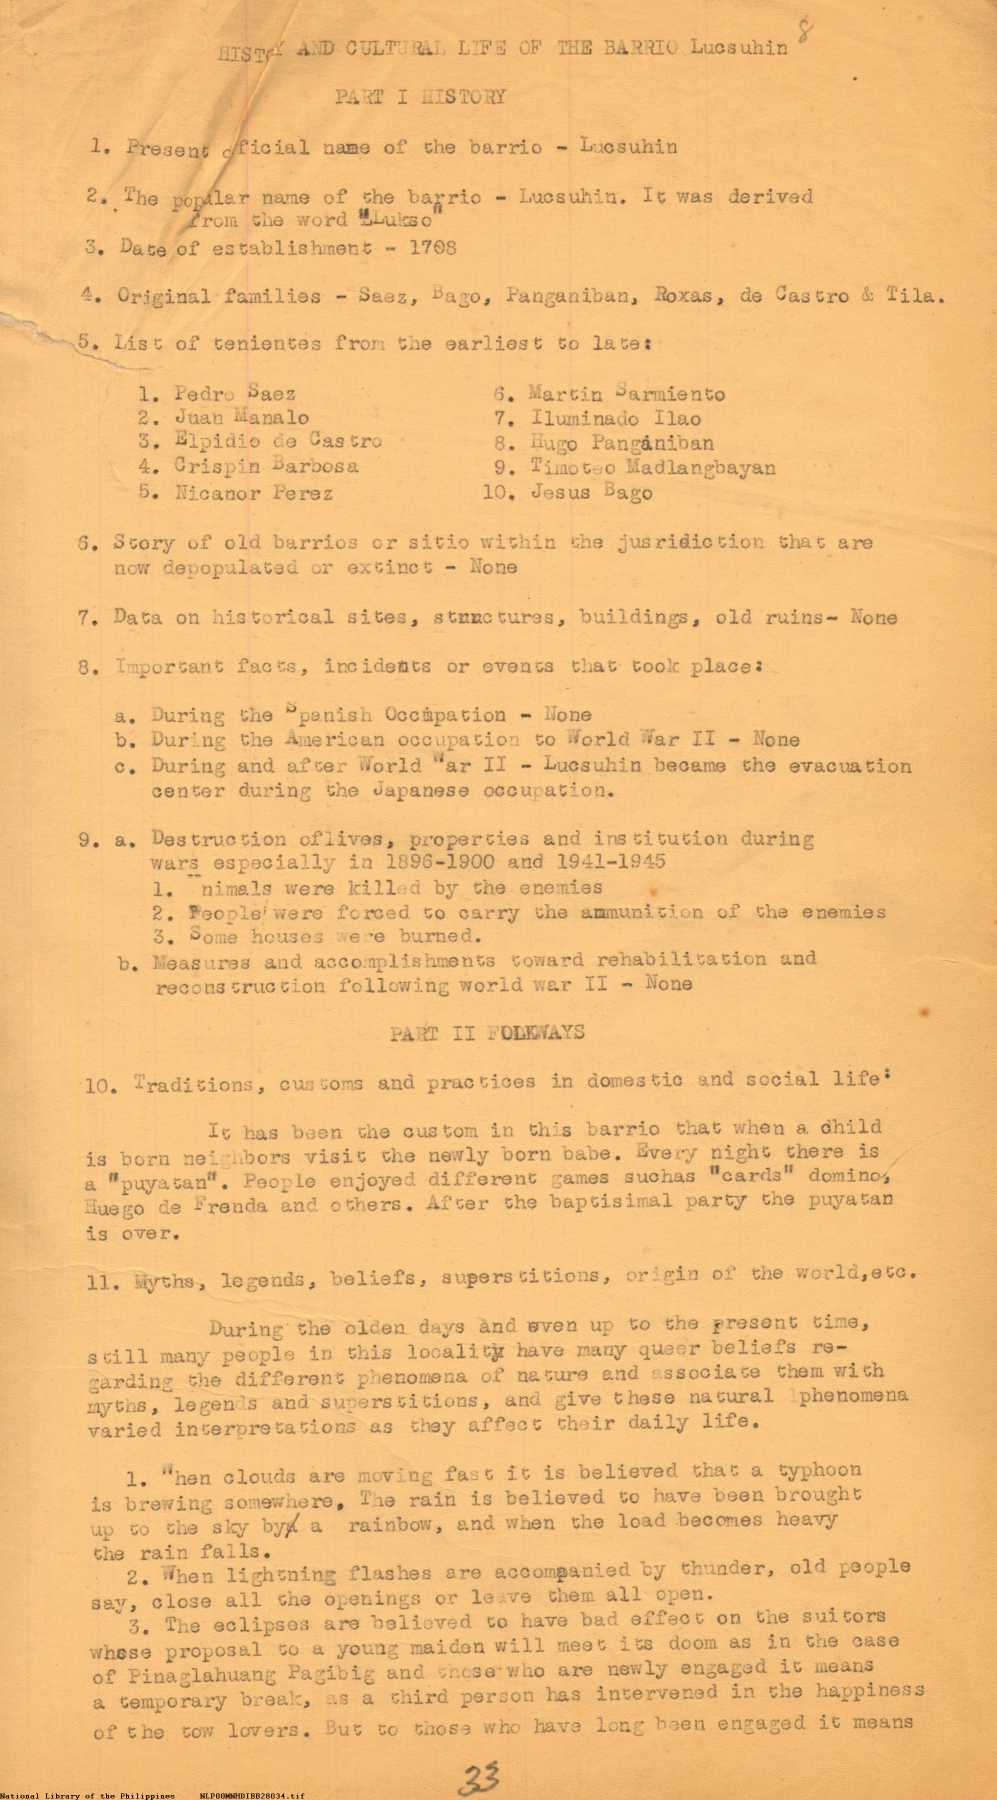 8
HISTOY AND CULTURAL LIFE OF THE BARRIO Lucsuhin
PART I HISTORY
1. Present official name of the barrio - Lucsuhin
2. The popular name of the barrio - Lucsuhin. It was derived
from the word "LLukso"
3. Date of establishment - 1708
4. Original families - Saez, Bago, Panganiban, Roxas, de Castro & Tila.
5. List of tenientes from the earliest to late:
1. Pedro Saez 6. Martin Sarmiento
2. Juan Manalo 7. Iluminado Ilao
3. Elpidio de Castro 8. Hugo Panganiban
4. Crispin Barbosa 9. Timoteo Madlangbayan
5. Nicanor Perez 10. Jesus Bago
6. Story of old barrios or sitio within the jusridiction that are
now depopulated or extinct - None
7. Data on historical sites, structures, buildings, old ruins- None
8. Important facts, incidents or events that took place:
a. During the Spanish Occupation - None
b. During the American occupation to World War II - None
c. During and after World War II - Lucsuhin became the evacuation
center during the Japanese occupation.
9. a. Destruction oflives, properties and institution during
wars especially in 1896-1900 and 1941-1945
1. nimals were killed by the enemies
2. People were forced to carry the ammunition of the enemies
3. Some houses were burned.
b. Measures and accomplishments toward rehabilitation and
reconstruction following world war II - None
PART II FOLKWAYS
10. Traditions, customs and practices in domestic and social life:
It has been the custom in this barrio that when a child
is born neighbors visit the newly born babe. Every night there is
a "puyatan". People enjoyed different games suchas "cards" domino,
Huego de Frenda and others. After the baptisimal party the puyatan
is over.
11. Myths, legends, beliefs, superstitions, origin of the world,etc.
During the olden days and even up to the present time,
still many people in this locality have many queer beliefs re-
garding the different phenomena of nature and associate them with
myths, legends and superstitions, and give these natural phenomena
varied interpretations as they affect their daily life.
1. When clouds are moving fast it is believed that a typhoon
is brewing somewhere. The rain is believed to have been brought
up to the sky by a rainbow, and when the load becomes heavy
the rain falls.
2. When lightning flashes are accompanied by thunder, old people
say, close all the openings or leave them all open.
3. The eclipses are believed to have bad effect on the suitors
whose proposal to a young maiden will meet its doom as in the case
of Pinaglahuang Pagibig and those who are newly engaged it means
a temporary break, as a third person has intervened in the happiness
of the tow lovers. But to those who have long been engaged it means
33
National Library of the Philippines NLPO0MNHDIBB28034.tif